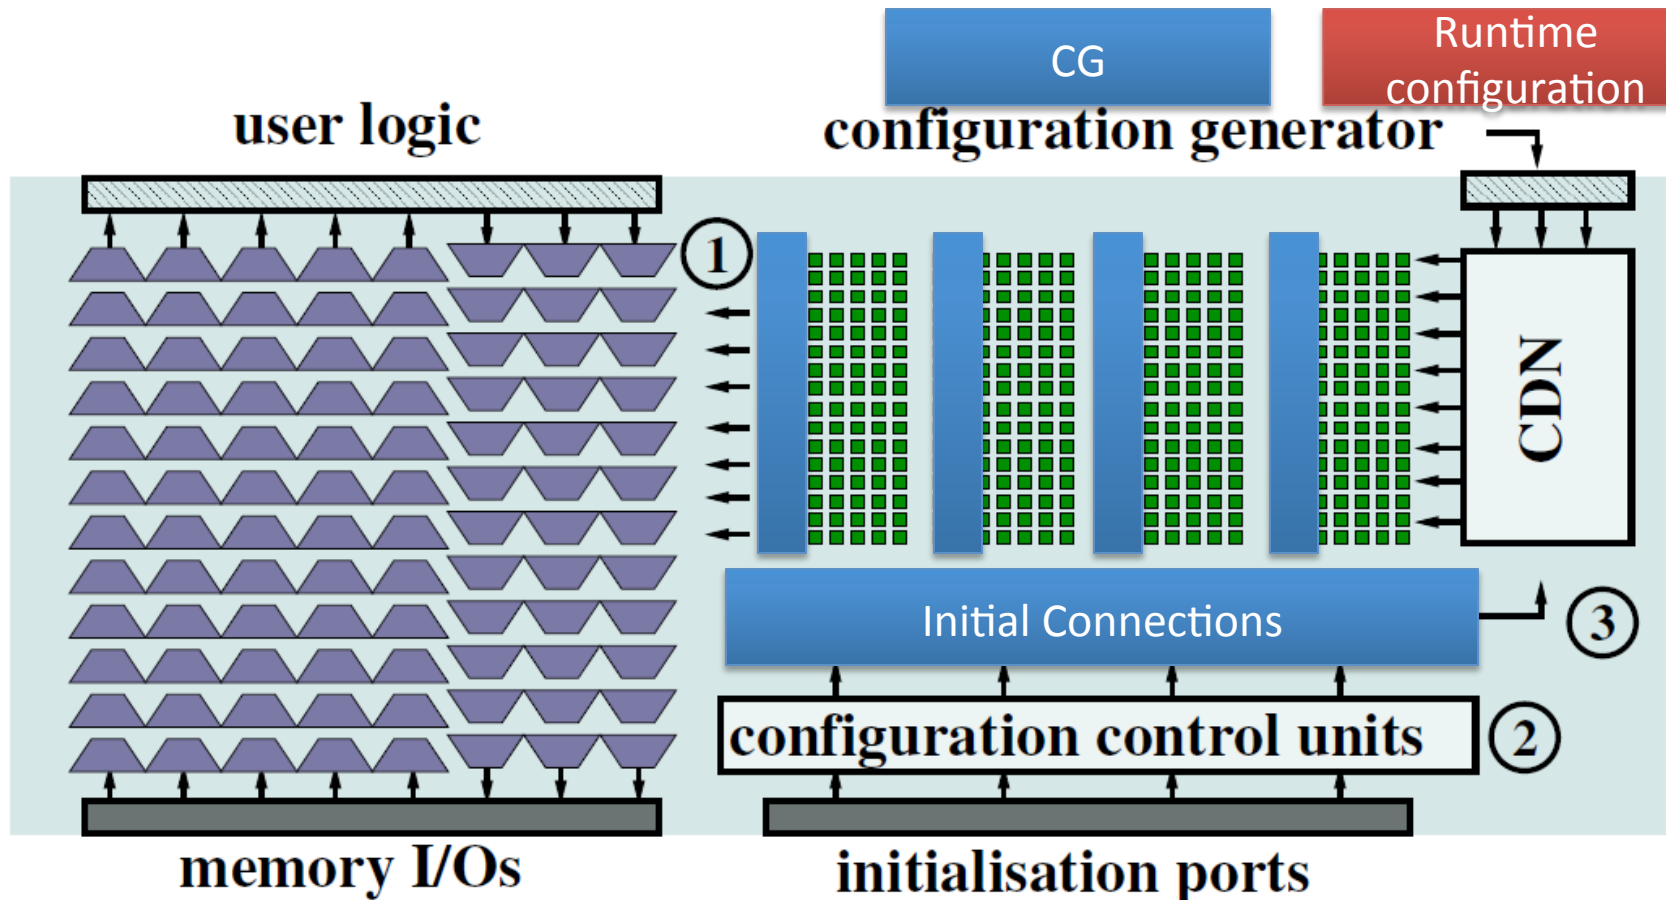 CG
Runtime
configuration
user logic
configuration generator
1
CDN
Initial Connections
3
configuration control units
2
memory I/Os
initialisation ports